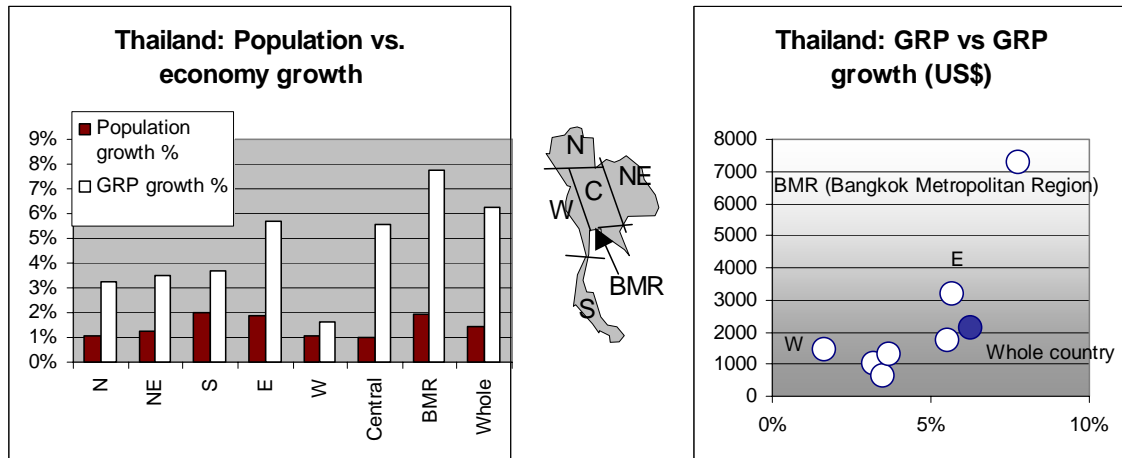 Thailand: Population vs.
economy growth
9%
8%
7%
6%
5%
4%
3%
2%
1%
0%
Population
growth %
GRP growth %
N
NE
S
E
W
Central
BMR
Whole
N
NE
C
W
BMR
S
Thailand: GRP vs GRP
growth (US$)
8000
7000
6000
5000
4000
3000
2000
1000
0
BMR (Bangkok Metropolitan Region)
E
W
Whole country
0%
5%
10%